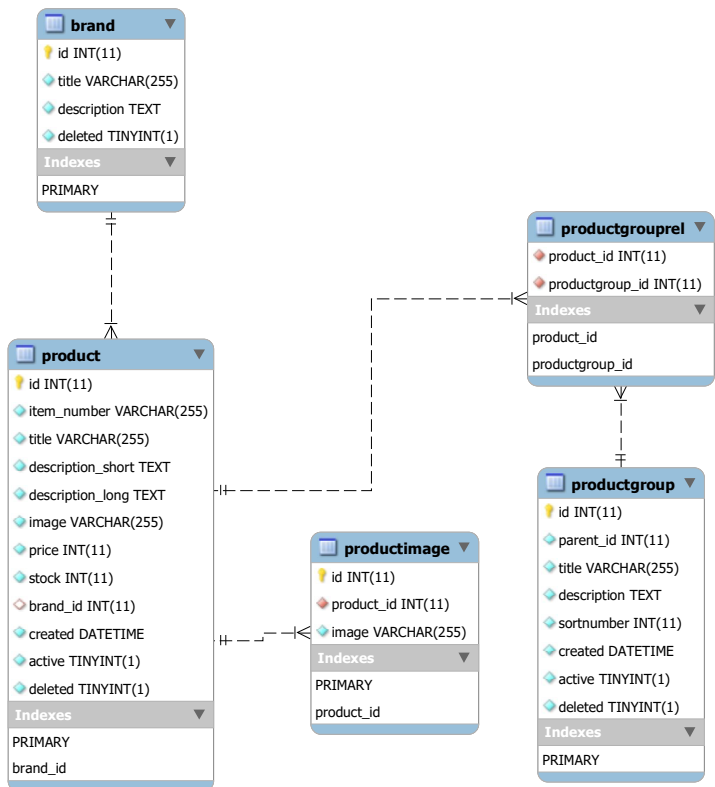 brand
id INT(11)
title VARCHAR(255)
description TEXT
deleted TINYINT(1)
Indexes
PRIMARY
productgrouprel
product_id INT(11)
productgroup_id INT(11)
Indexes
product_id
productgroup_id
product
id INT(11)
item_number VARCHAR(255)
title VARCHAR(255)
description_short TEXT
description_long TEXT
image VARCHAR(255)
price INT(11)
stock INT(11)
brand_id INT(11)
created DATETIME
active TINYINT(1)
deleted TINYINT(1)
Indexes
PRIMARY
brand_id
productimage
id INT(11)
product_id INT(11)
image VARCHAR(255)
Indexes
PRIMARY
product_id
productgroup
id INT(11)
parent_id INT(11)
title VARCHAR(255)
description TEXT
sortnumber INT(11)
created DATETIME
active TINYINT(1)
deleted TINYINT(1)
Indexes
PRIMARY